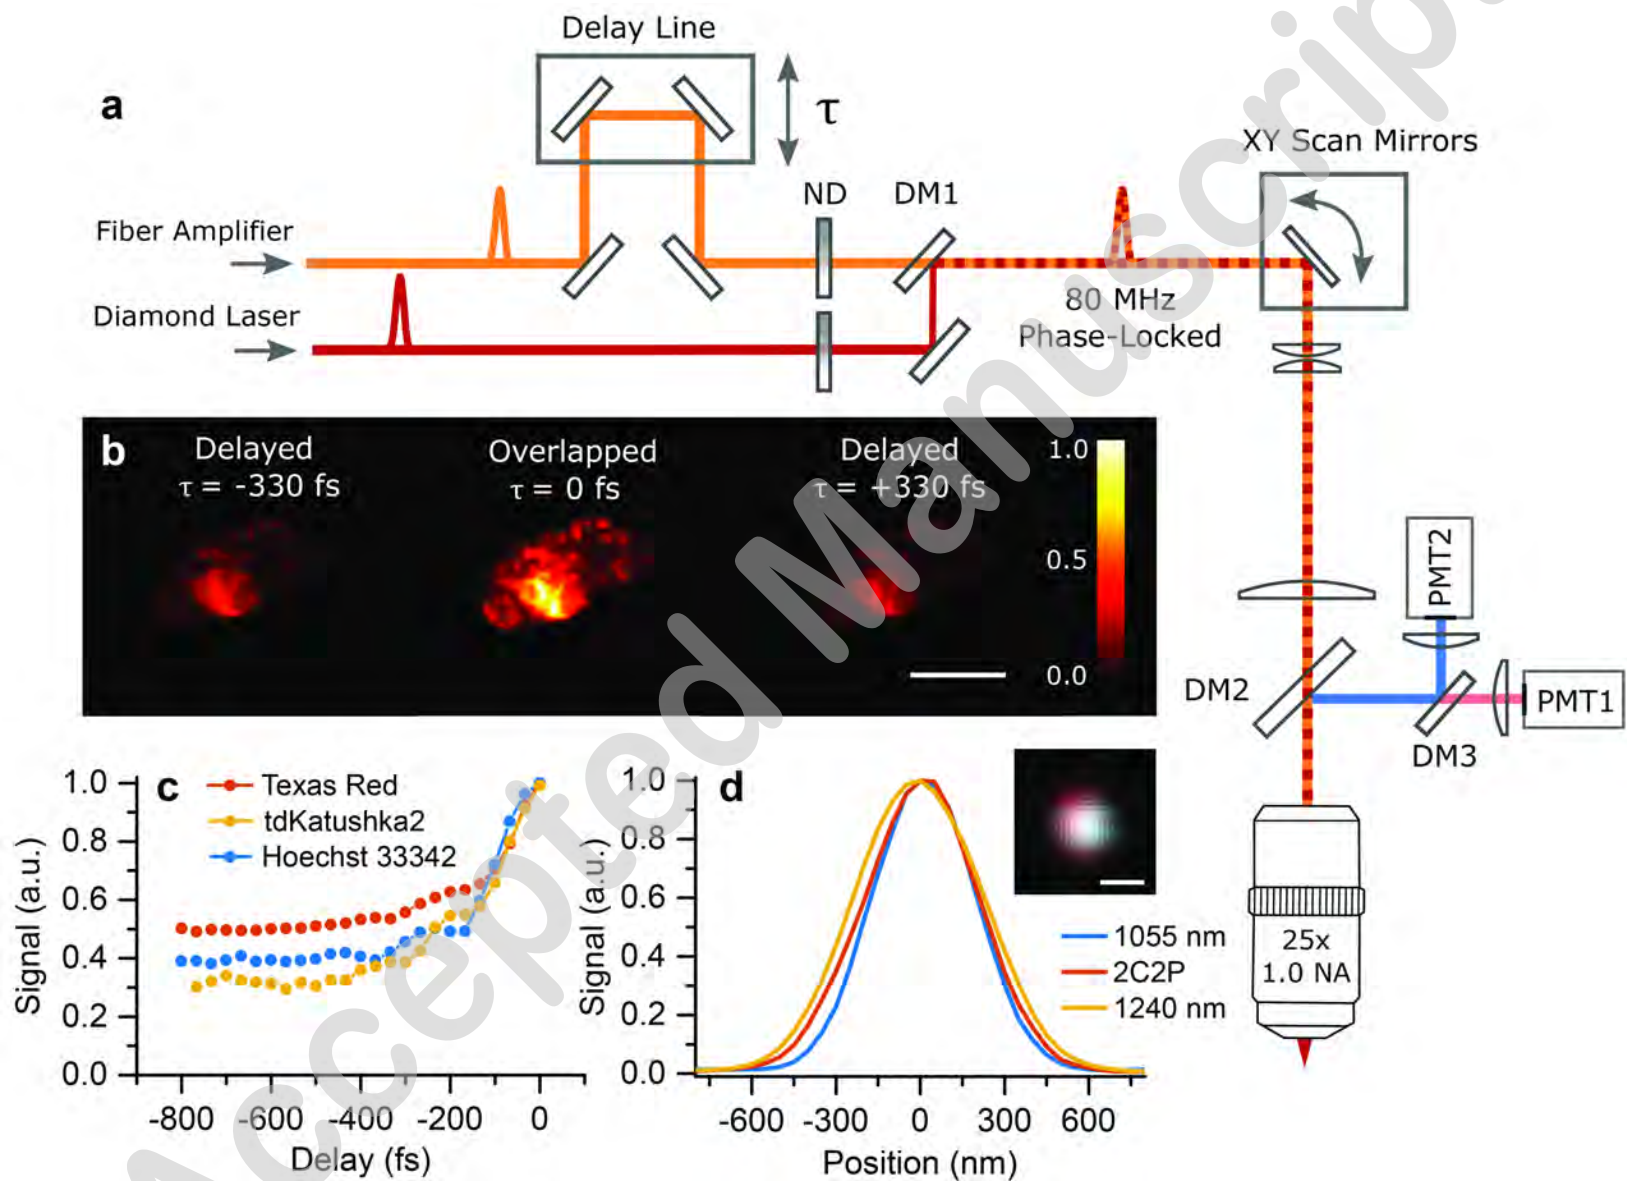 Delay Line
a
τ
XY Scan Mirrors
ND
DM1
Fiber Amplifier
Diamond Laser
80 MHz
Phase-Locked
b
Delayed
τ = -330 fs
Overlapped
τ = 0 fs
Delayed
τ = +330 fs
1.0
0.5
0.0
PMT2
DM2
PMT1
DM3
25x
1.0 NA
c
Texas Red
tdKatushka2
Hoechst 33342
Signal (a.u.)
1.0
0.8
0.6
0.4
0.2
0.0
-800
-600
-400
-200
0
Delay (fs)
d
Signal (a.u.)
1.0
0.8
0.6
0.4
0.2
0.0
-600
-300
0
300
600
Position (nm)
1055 nm
2C2P
1240 nm
Accepted Manuscript